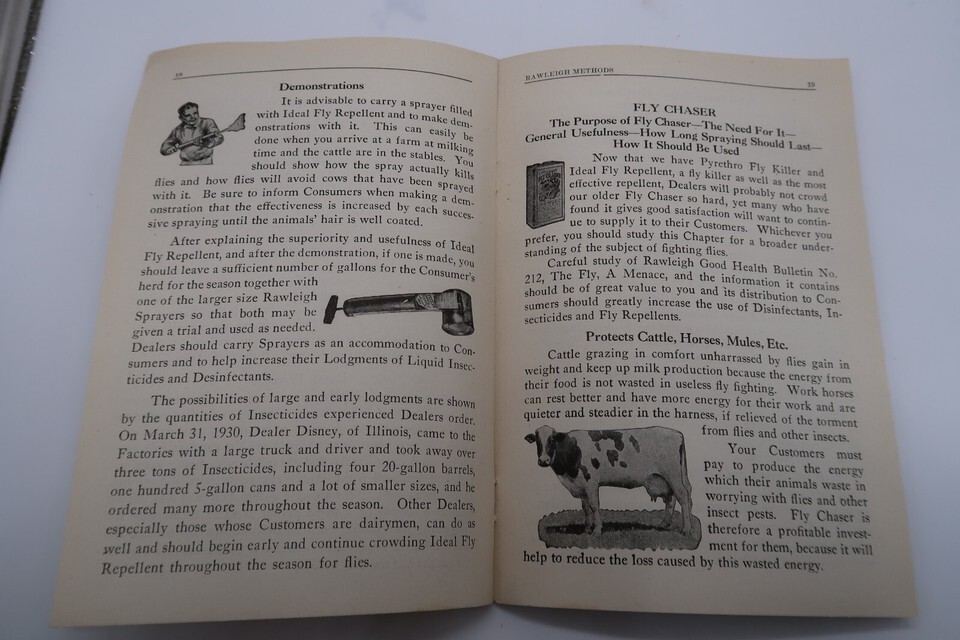 Demonstrations
It is advisable to carry a sprayer filled
with Ideal Fly Repellent and to make dem-
onstrations with it. This can easily be
done when you arrive at a farm at milking
time and the cattle are in the stables. You
should show how the spray actually kills
flies and how flies will avoid cows that have been sprayed
with it. Be sure to inform Consumers when making a dem-
onstration that the effectiveness is increased by each succes-
sive spraying until the animals' hair is well coated.
After explaining the superiority and usefulness of Ideal
Fly Repellent, and after the demonstration, if one is made, you
should leave a sufficient number of gallons for the Consumer's
herd for the season together with
one of the larger size Rawleigh
Sprayers so that both may be
given a trial and used as needed.
Dealers should carry Sprayers as an accommodation to Con-
sumers and to help increase their Lodgments of Liquid Insec-
ticides and Desinfectants.
The possibilities of large and early lodgments are shown
by the quantities of Insecticides experienced Dealers order.
On March 31, 1930, Dealer Disney, of Illinois, came to the
Factories with a large truck and driver and took away over
three tons of Insecticides, including four 20-gallon barrels,
one hundred 5-gallon cans and a lot of smaller sizes, and he
ordered many more throughout the season. Other Dealers,
especially those whose Customers are dairymen, can do as
well and should begin early and continue crowding Ideal Fly
Repellent throughout the season for flies.
RAWLEIGH METHODS
FLY CHASER
The Purpose of Fly Chaser—The Need For It—
General Usefulness—How Long Spraying Should Last—
How It Should Be Used
Now that we have Pyrethro Fly Killer and
Ideal Fly Repellent, a fly killer as well as the most
effective repellent, Dealers will probably not crowd
our older Fly Chaser so hard, yet many who have
found it gives good satisfaction will want to contin-
ue to supply it to their Customers. Whichever you
prefer, you should study this Chapter for a broader under-
standing of the subject of fighting flies.
Careful study of Rawleigh Good Health Bulletin No.
212, The Fly, A Menace, and the information it contains
should be of great value to you and its distribution to Con-
sumers should greatly increase the use of Disinfectants, In-
secticides and Fly Repellents.
Protects Cattle, Horses, Mules, Etc.
Cattle grazing in comfort unharrassed by flies gain in
weight and keep up milk production because the energy from
their food is not wasted in useless fly fighting. Work horses
can rest better and have more energy for their work and are
quieter and steadier in the harness, if relieved of the torment
from flies and other insects.
Your Customers must
pay to produce the energy
which their animals waste in
worrying with flies and other
insect pests. Fly Chaser is
therefore a profitable invest-
ment for them, because it will
help to reduce the loss caused by this wasted energy.